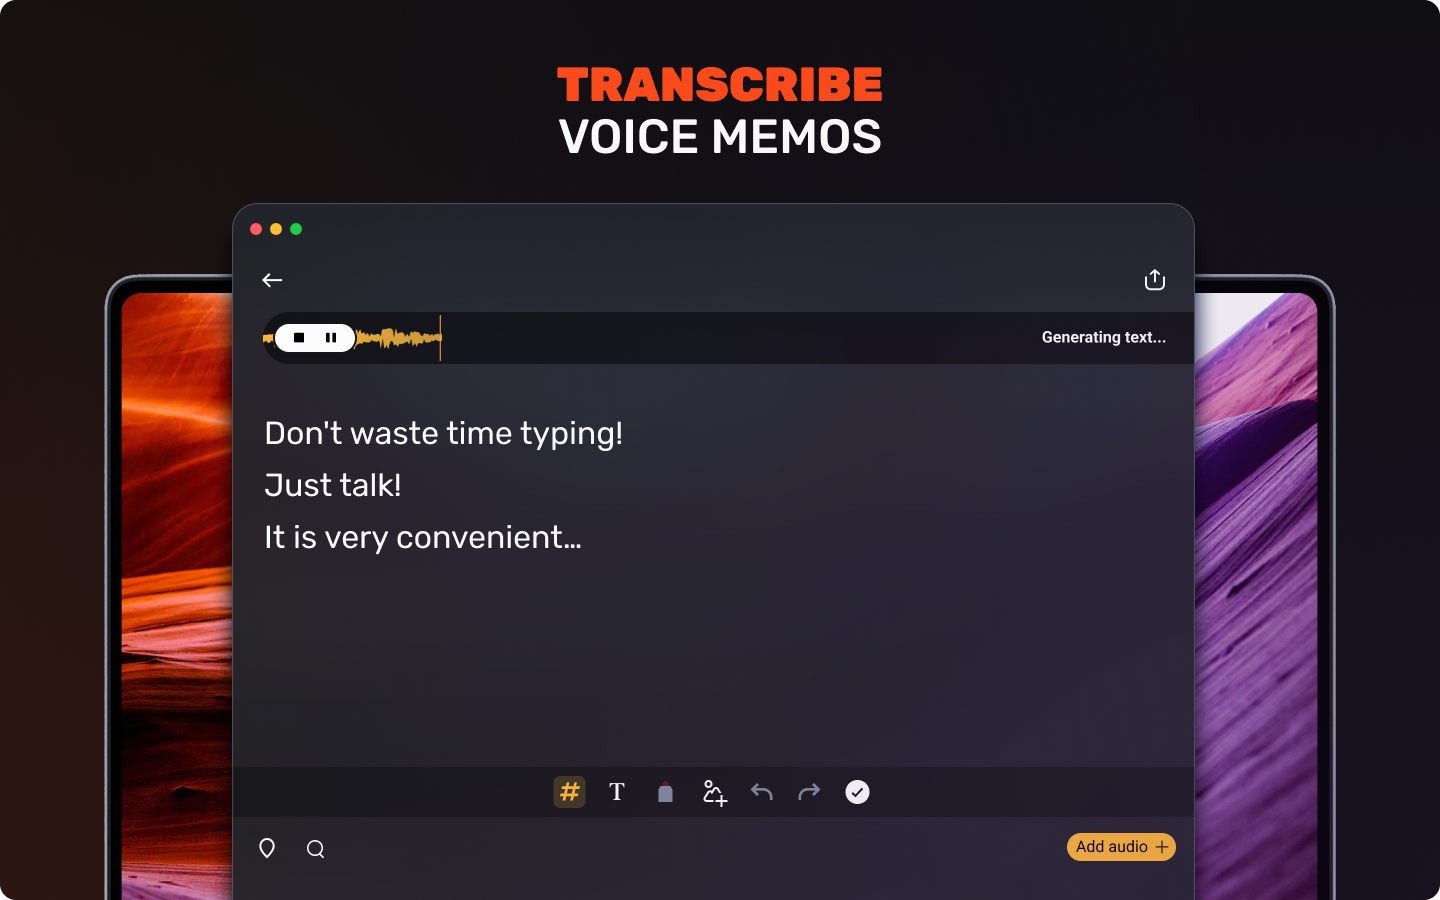 TRANSCRIBE
VOICE MEMOS
Generating text...
Don't waste time typing!
Just talk!
It is very convenient...
# T
Add audio +